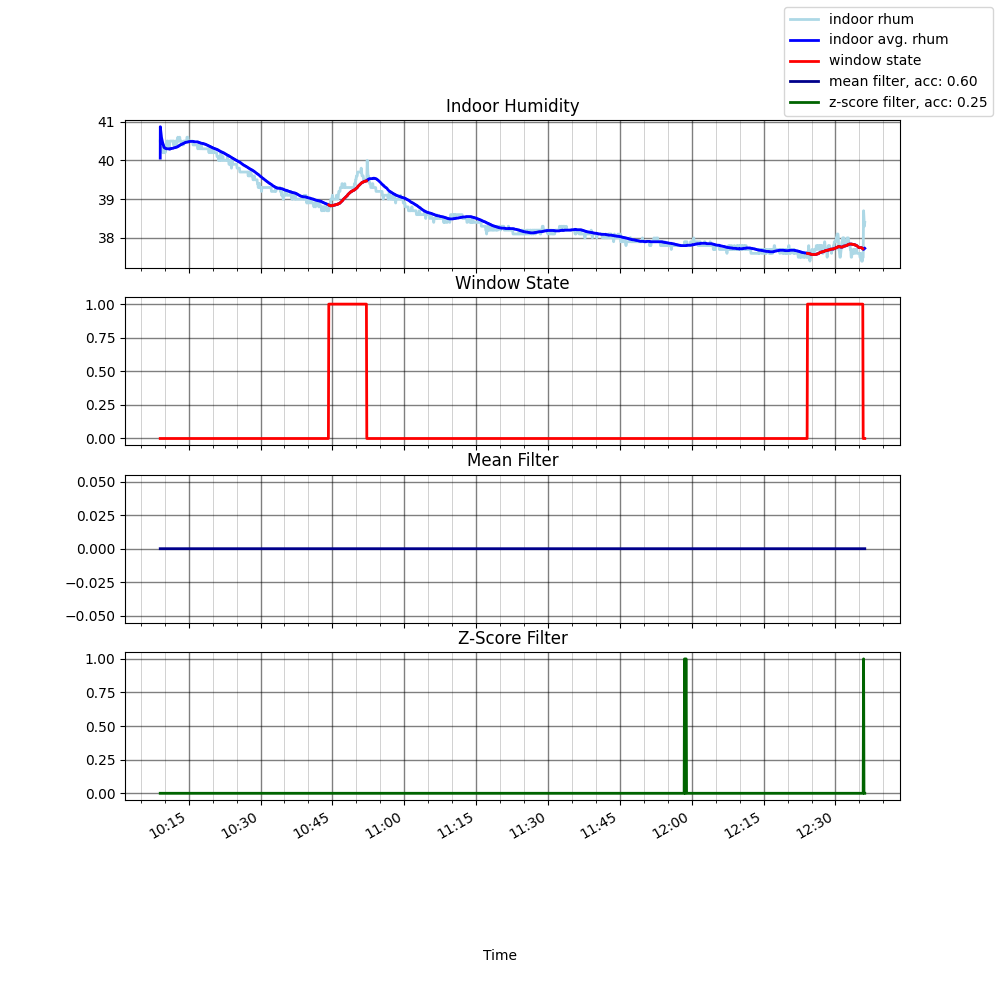 indoor rhum
indoor avg. rhum
window state
mean filter, acc: 0.60
z-score filter, acc: 0.25
Indoor Humidity
41
40
39
38
Window State
1.00
0.75
0.50
0.25
0.00
Mean Filter
0.050
0.025
0.000
−0.025
−0.050
Z-Score Filter
1.00
0.75
0.50
0.25
0.00
10:15 10:30 10:45 11:00 11:15 11:30 11:45 12:00 12:15 12:30
Time